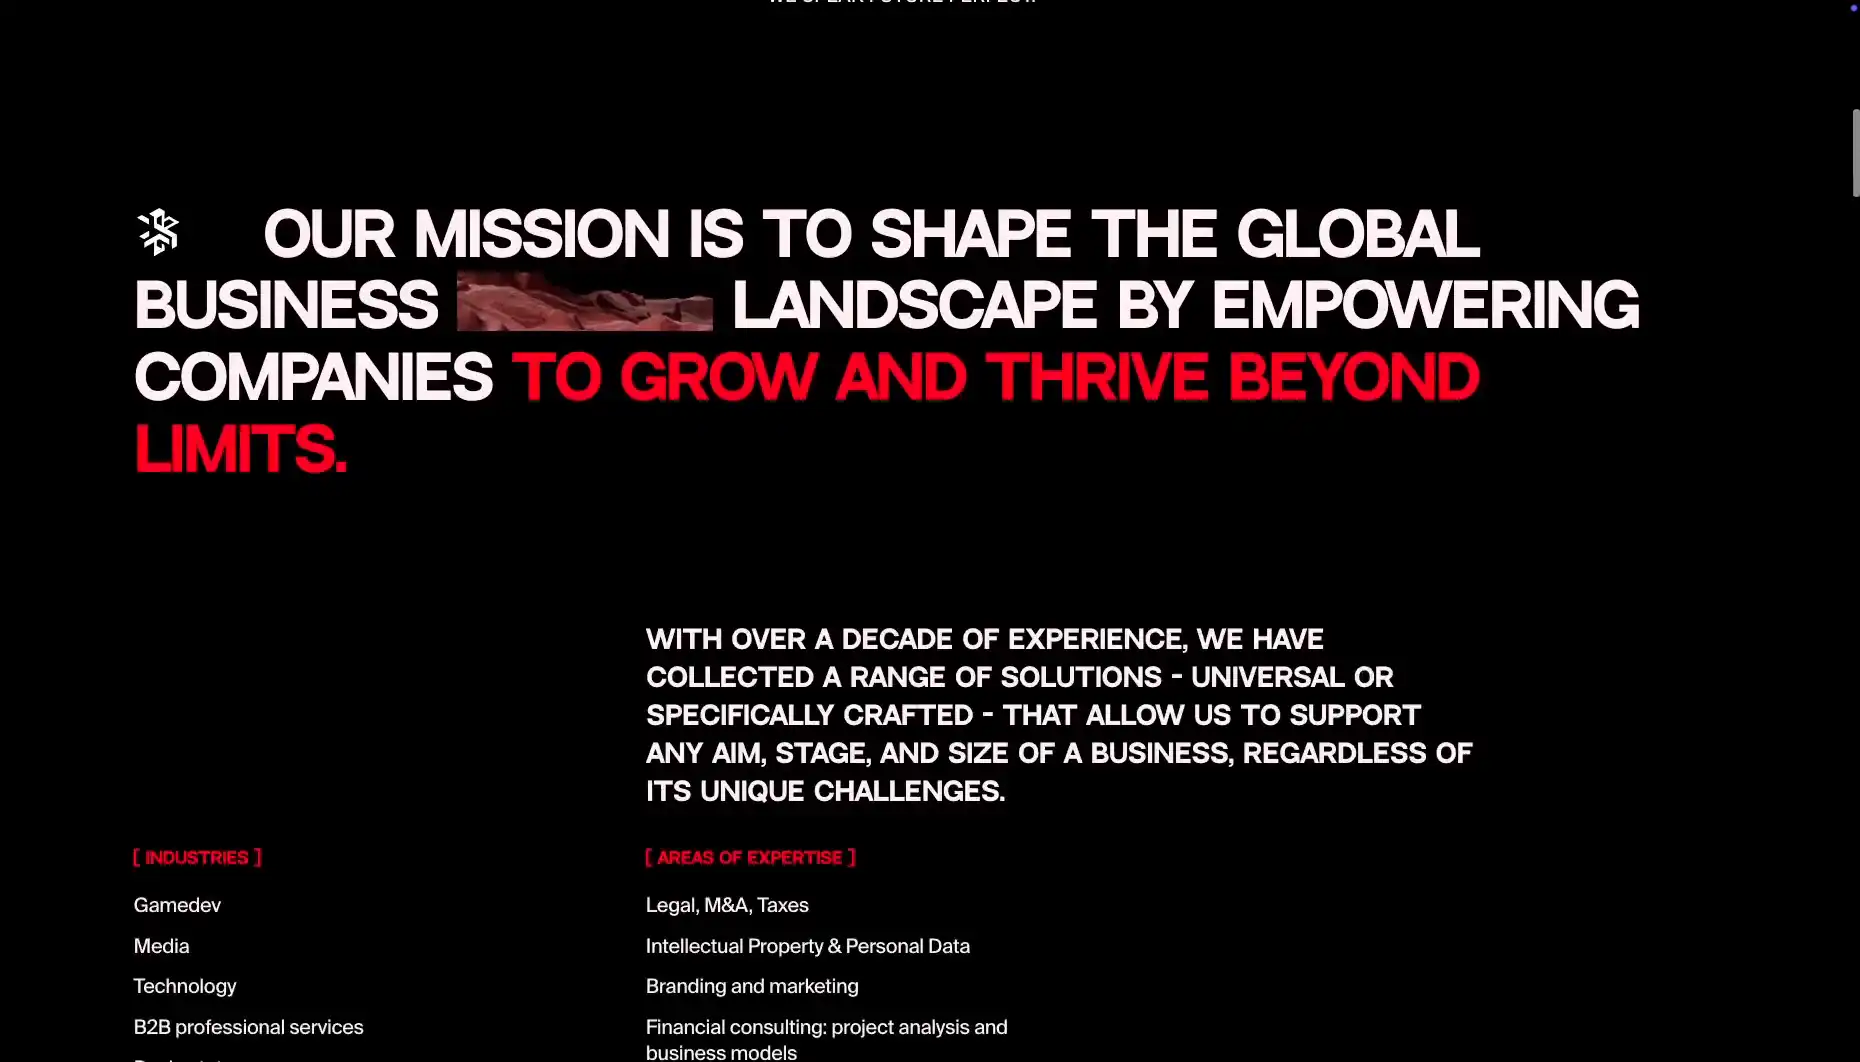 OUR MISSION IS TO SHAPE THE GLOBAL
BUSINESS LANDSCAPE BY EMPOWERING
COMPANIES TO GROW AND THRIVE BEYOND
LIMITS.
WITH OVER A DECADE OF EXPERIENCE, WE HAVE
COLLECTED A RANGE OF SOLUTIONS - UNIVERSAL OR
SPECIFICALLY CRAFTED - THAT ALLOW US TO SUPPORT
ANY AIM, STAGE, AND SIZE OF A BUSINESS, REGARDLESS OF
ITS UNIQUE CHALLENGES.
[ INDUSTRIES ]
Gamedev
Media
Technology
B2B professional services
[ AREAS OF EXPERTISE ]
Legal, M&A, Taxes
Intellectual Property & Personal Data
Branding and marketing
Financial consulting: project analysis and
business models